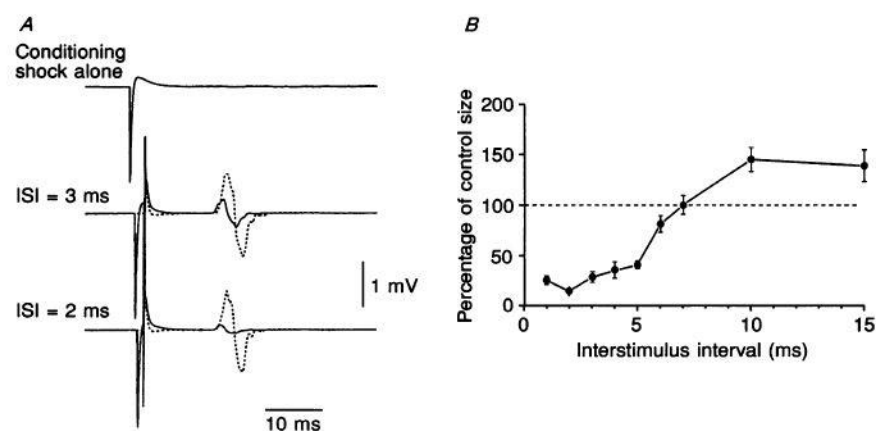 A
Conditioning
shock alone
ISI = 3 ms
ISI = 2 ms
1 mV
10 ms
B
Percentage of control size
200
150
100
50
0
0
5
10
15
Interstimulus interval (ms)